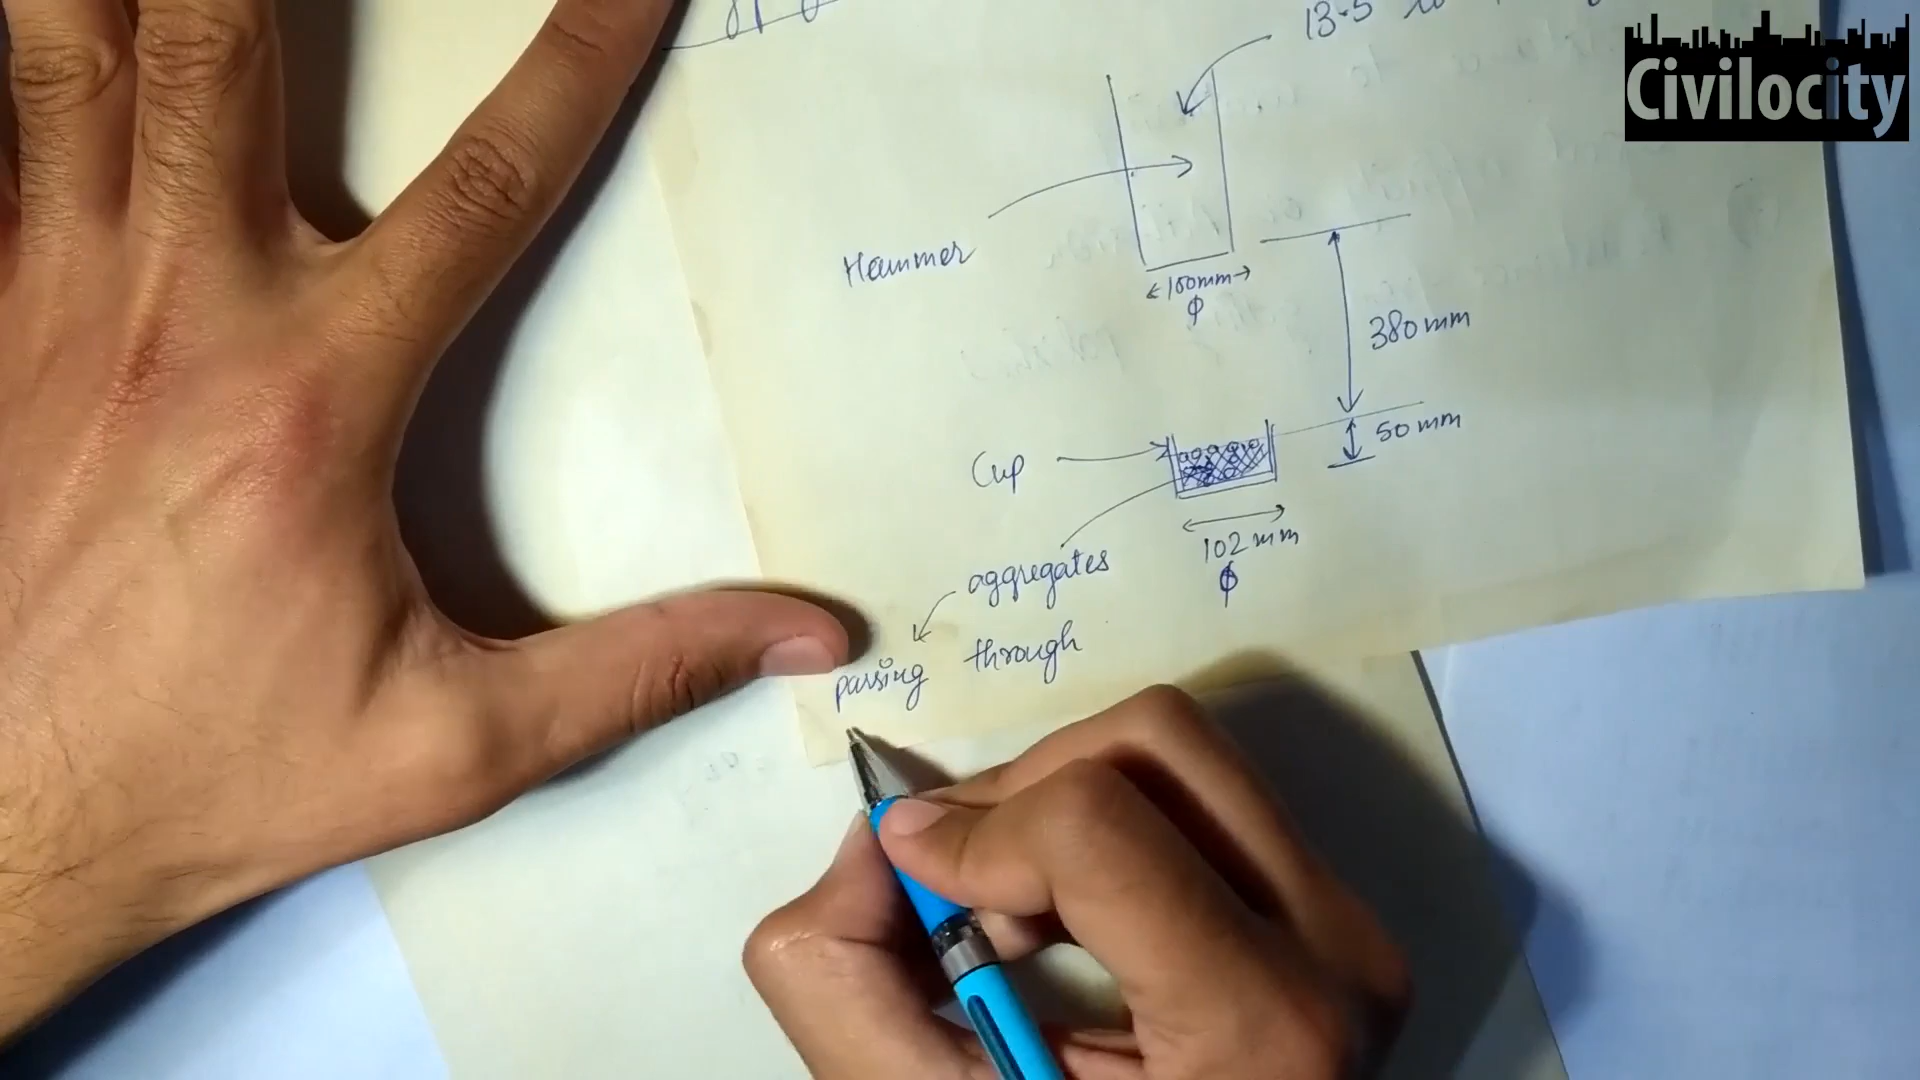 13.5
Civilocity
Hammer
100mm
φ
380mm
50mm
Cup
102mm
φ
aggregates
passing through